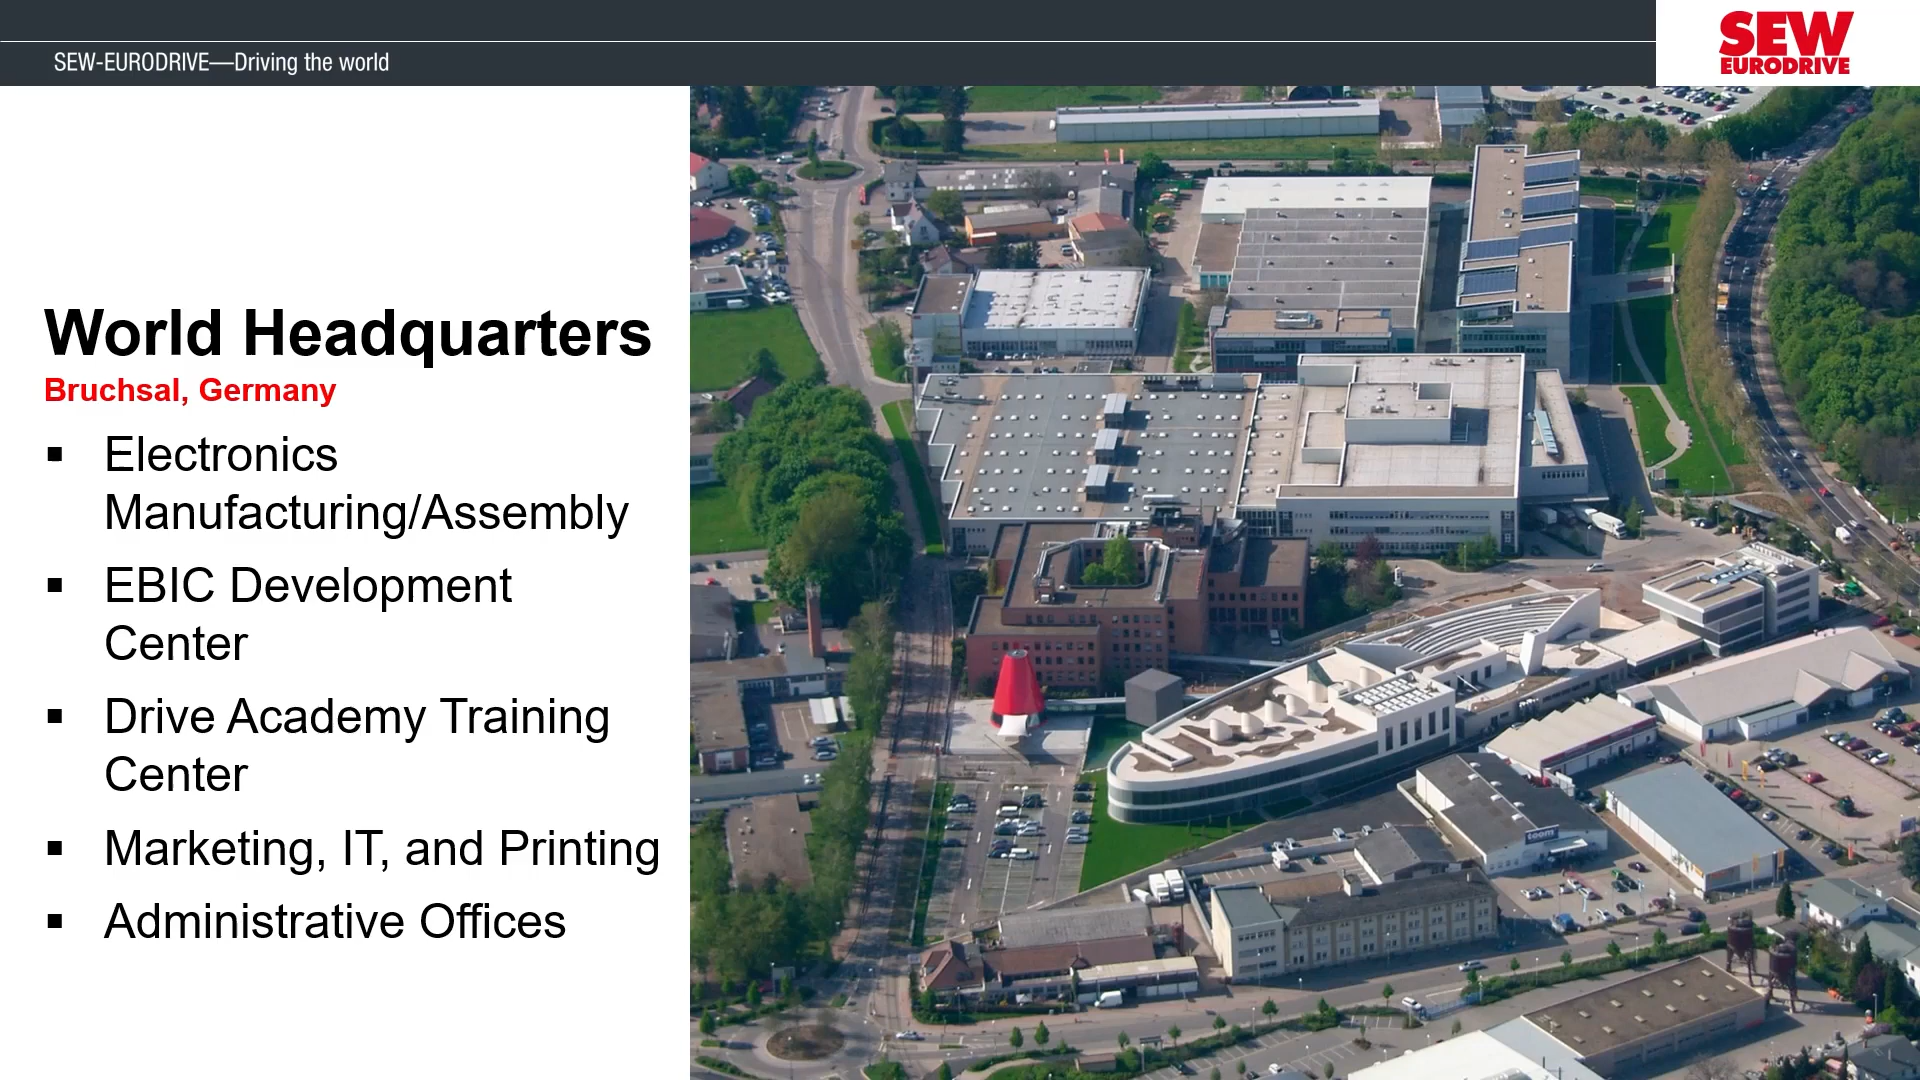 SEW-EURODRIVE—Driving the world
SEW
EURODRIVE
World Headquarters
Bruchsal, Germany
▪ Electronics
Manufacturing/Assembly
▪ EBIC Development
Center
▪ Drive Academy Training
Center
▪ Marketing, IT, and Printing
▪ Administrative Offices
toom